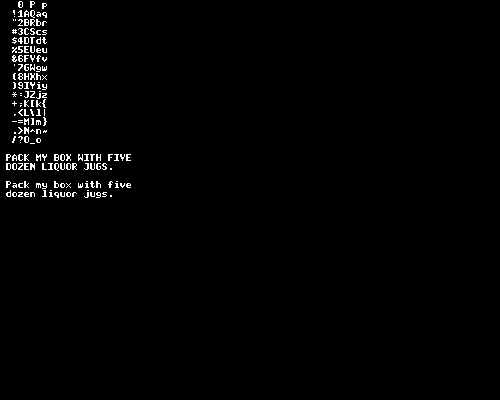 0 P p
!1AQaq
"2BRbr
#3CScs
$4DTdt
%5EUeu
&6FVfv
'7GWgw
(8HXhx
)9IYiy
*:JZjz
+;K[k{
,<L\l|
-=M]m}
.>N^n~
/?O_o
PACK MY BOX WITH FIVE
DOZEN LIQUOR JUGS.
Pack my box with five
dozen liquor jugs.